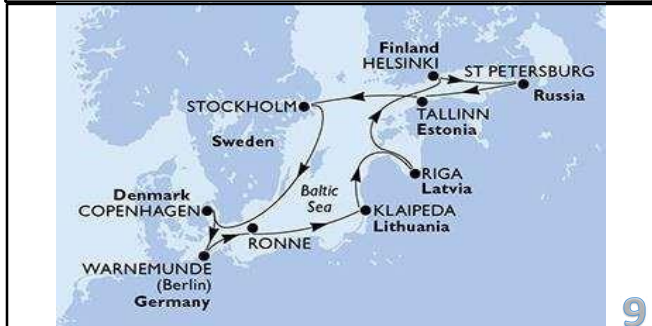 Finland
HELSINKI
ST PETERSBURG
Russia
STOCKHOLM
TALLINN
Estonia
Sweden
RIGA
Latvia
Denmark
COPENHAGEN
Baltic
Sea
KLAIPEDA
Lithuania
RONNE
WARNEMUNDE
(Berlin)
Germany
9